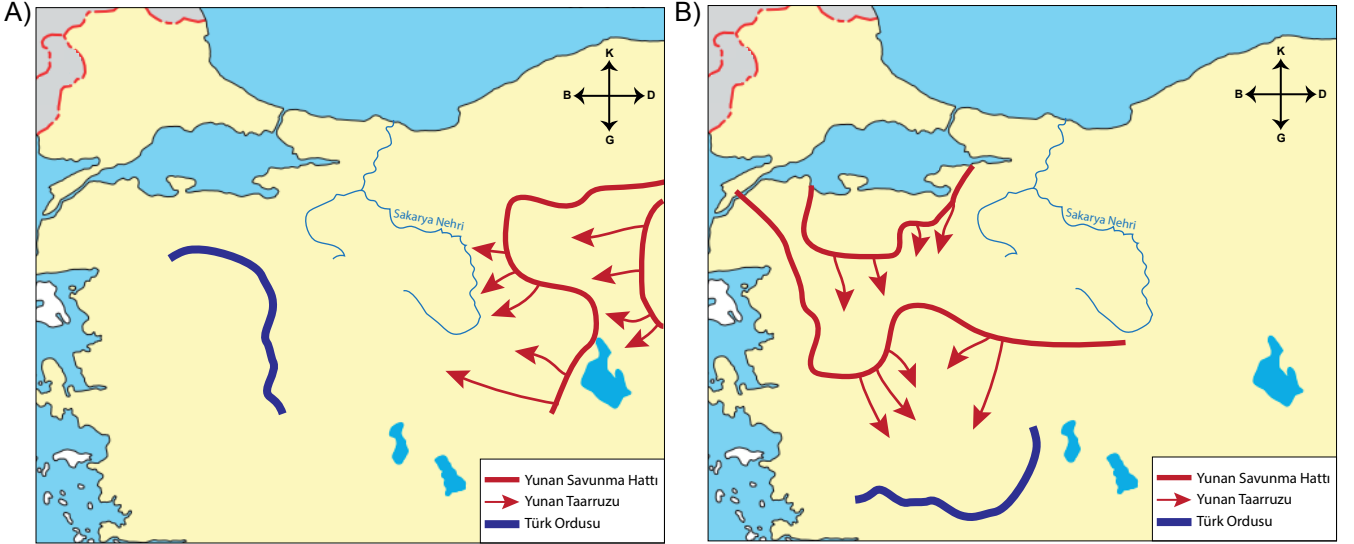 A)
K
B D
G
Sakarya Nehri
Yunan Savunma Hattı
Yunan Taarruzu
Türk Ordusu
B)
K
B D
G
Sakarya Nehri
Yunan Savunma Hattı
Yunan Taarruzu
Türk Ordusu